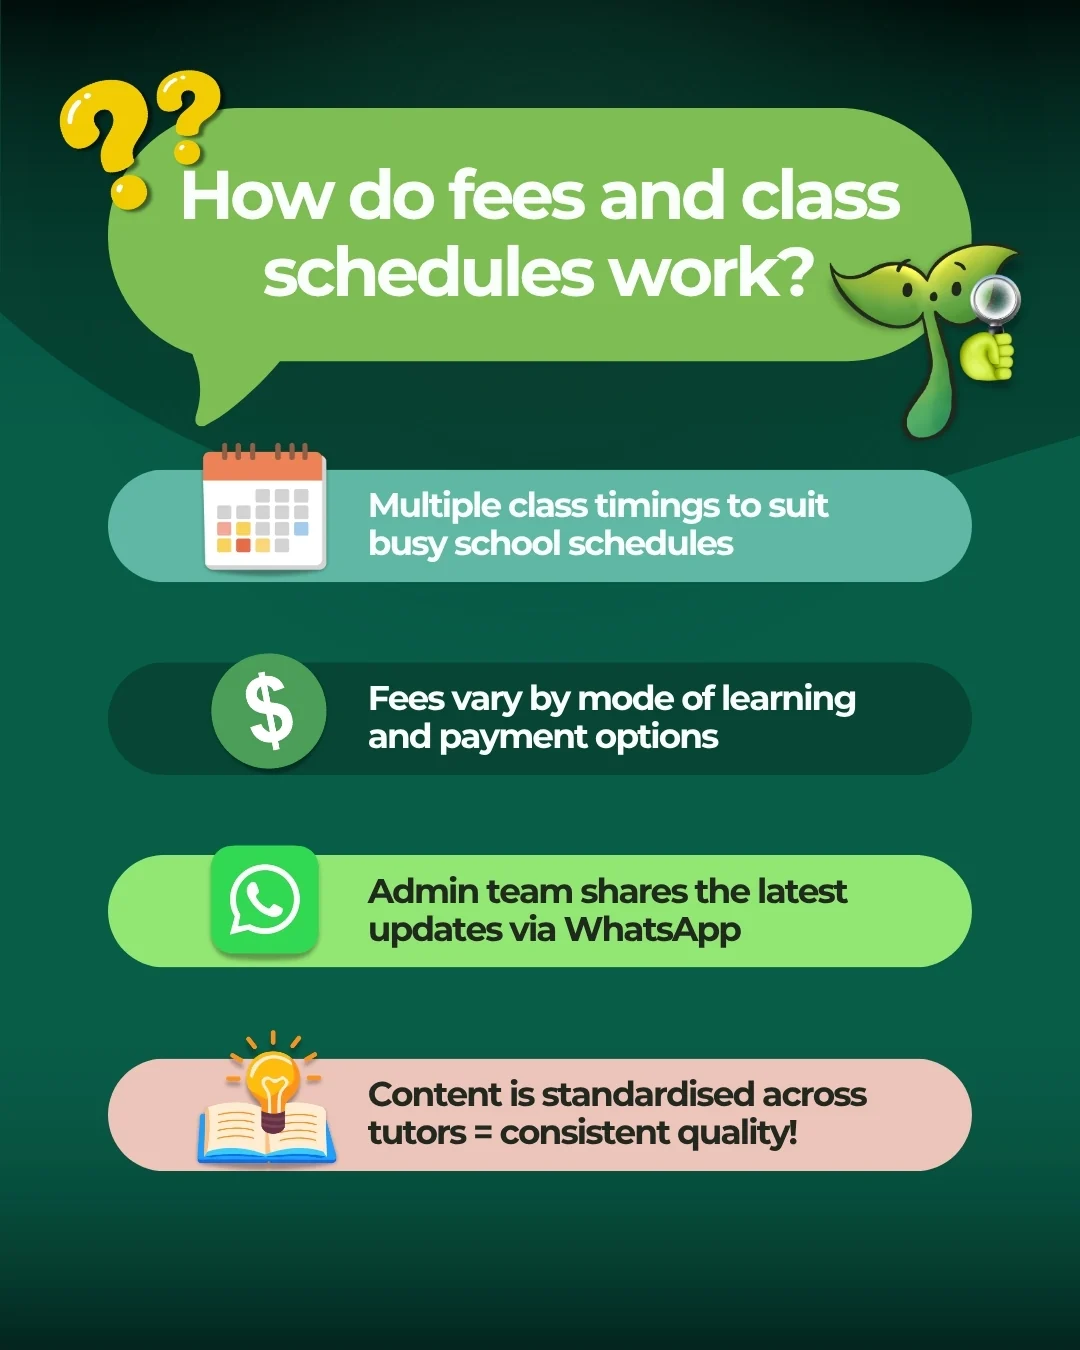 ??
How do fees and class
schedules work?
Multiple class timings to suit
busy school schedules
$
Fees vary by mode of learning
and payment options
Admin team shares the latest
updates via WhatsApp
Content is standardised across
tutors = consistent quality!